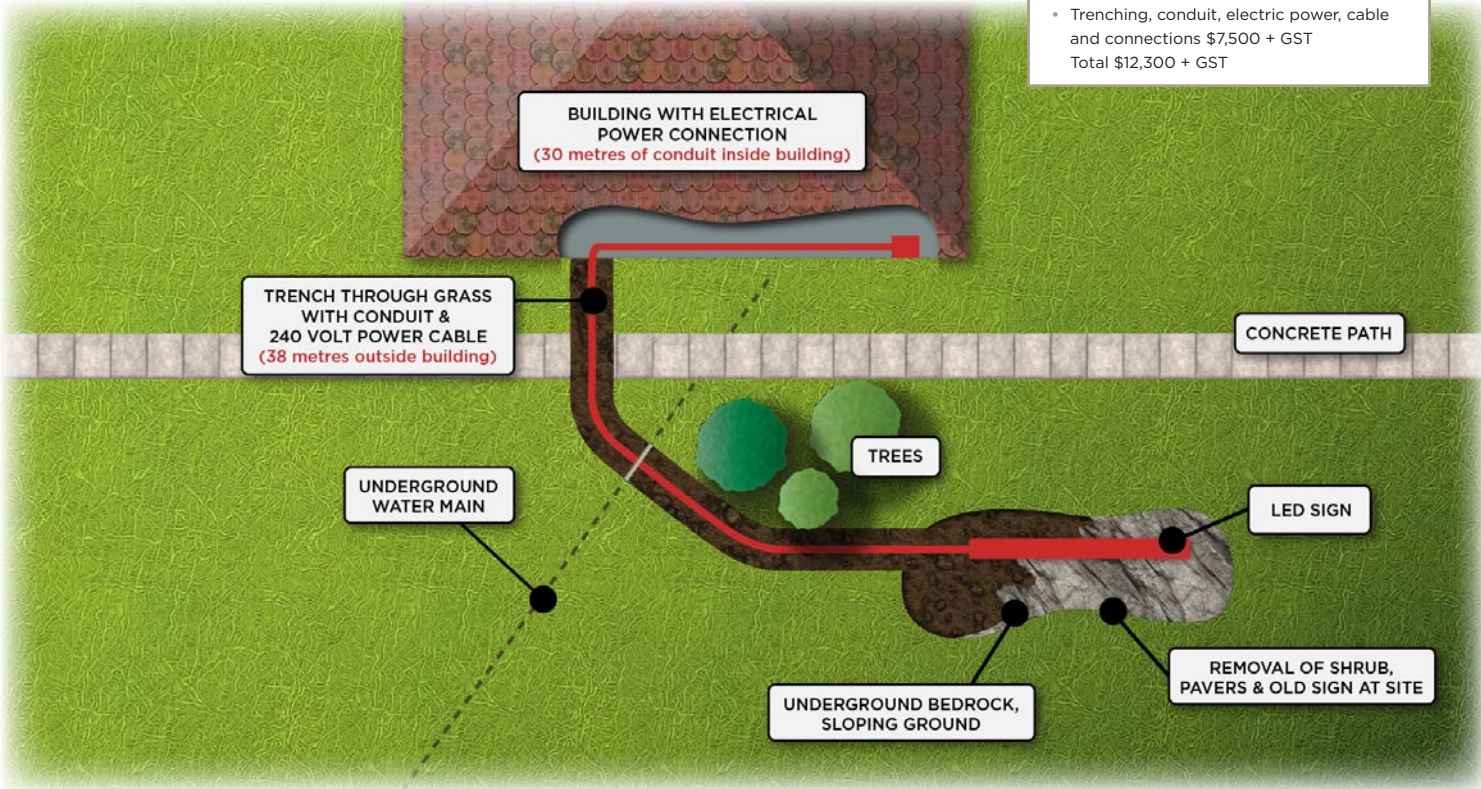 • Trenching, conduit, electric power, cable
and connections $7,500 + GST
Total $12,300 + GST
BUILDING WITH ELECTRICAL
POWER CONNECTION
(30 metres of conduit inside building)
TRENCH THROUGH GRASS
WITH CONDUIT &
240 VOLT POWER CABLE
(38 metres outside building)
CONCRETE PATH
TREES
UNDERGROUND
WATER MAIN
LED SIGN
REMOVAL OF SHRUB,
PAVERS & OLD SIGN AT SITE
UNDERGROUND BEDROCK,
SLOPING GROUND